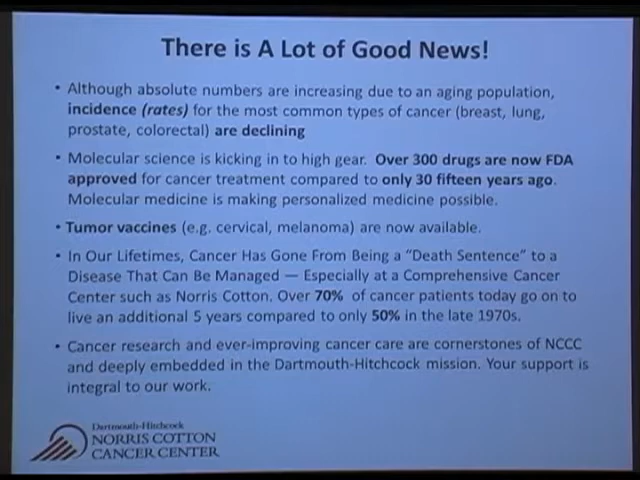 There is A Lot of Good News!
• Although absolute numbers are increasing due to an aging population,
incidence (rates) for the most common types of cancer (breast, lung,
prostate, colorectal) are declining
• Molecular science is kicking in to high gear. Over 300 drugs are now FDA
approved for cancer treatment compared to only 30 fifteen years ago.
Molecular medicine is making personalized medicine possible.
• Tumor vaccines (e.g. cervical, melanoma) are now available.
• In Our Lifetimes, Cancer Has Gone From Being a "Death Sentence" to a
Disease That Can Be Managed — Especially at a Comprehensive Cancer
Center such as Norris Cotton. Over 70% of cancer patients today go on to
live an additional 5 years compared to only 50% in the late 1970s.
• Cancer research and ever-improving cancer care are cornerstones of NCCC
and deeply embedded in the Dartmouth-Hitchcock mission. Your support is
integral to our work.
Dartmouth-Hitchcock
NORRIS COTTON
CANCER CENTER